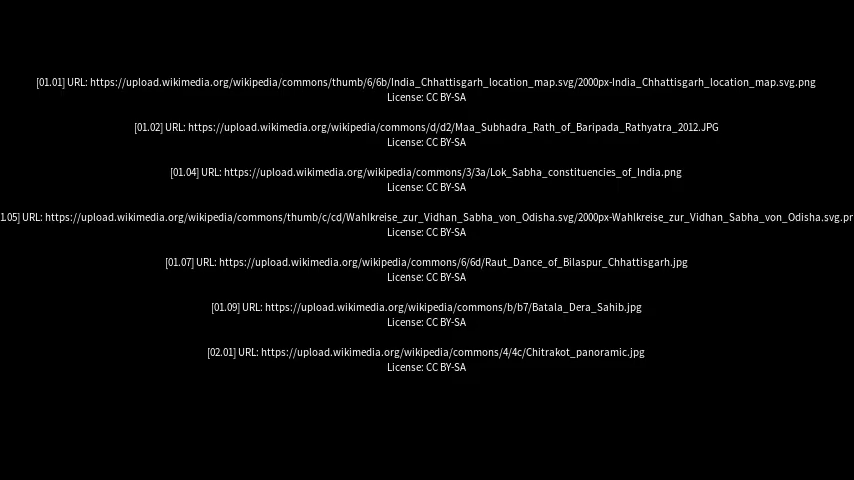 [01.01] URL: https://upload.wikimedia.org/wikipedia/commons/thumb/6/6b/India_Chhattisgarh_location_map.svg/2000px-India_Chhattisgarh_location_map.svg.png
License: CC BY-SA
[01.02] URL: https://upload.wikimedia.org/wikipedia/commons/d/d2/Maa_Subhadra_Rath_of_Baripada_Rathyatra_2012.JPG
License: CC BY-SA
[01.04] URL: https://upload.wikimedia.org/wikipedia/commons/3/3a/Lok_Sabha_constituencies_of_India.png
License: CC BY-SA
1.05] URL: https://upload.wikimedia.org/wikipedia/commons/thumb/c/cd/Wahlkreise_zur_Vidhan_Sabha_von_Odisha.svg/2000px-Wahlkreise_zur_Vidhan_Sabha_von_Odisha.svg.pr
License: CC BY-SA
[01.07] URL: https://upload.wikimedia.org/wikipedia/commons/6/6d/Raut_Dance_of_Bilaspur_Chhattisgarh.jpg
License: CC BY-SA
[01.09] URL: https://upload.wikimedia.org/wikipedia/commons/b/b7/Batala_Dera_Sahib.jpg
License: CC BY-SA
[02.01] URL: https://upload.wikimedia.org/wikipedia/commons/4/4c/Chitrakot_panoramic.jpg
License: CC BY-SA